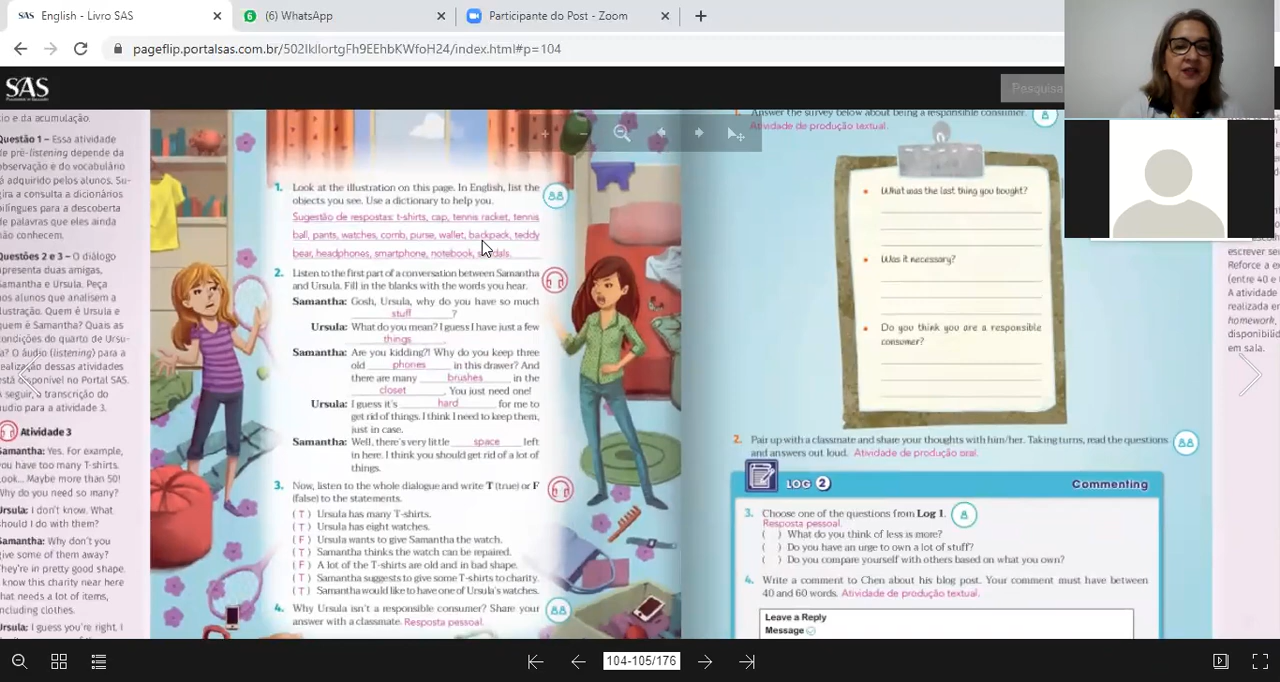 English - Livro SAS
(6) WhatsApp
Participante do Post - Zoom
pageflip.portalsas.com.br/502IkIlortgFh9EEhbKWfoH24/index.html#p=104
SAS
Pesquisa
io e da acumulação.
Questão 1 – Essa atividade
de pré-listening depende da
observação e do vocabulário
á adquirido pelos alunos. Su-
gira a consulta a dicionários
bilíngues para a descoberta
de palavras que eles ainda
não conhecem.
Questões 2 e 3 – O diálogo
apresenta duas amigas,
Samantha e Ursula. Peça
aos alunos que analisem a
ilustração. Quem é Ursula e
quem é Samantha? Quais as
condições do quarto de Ursu-
la? O áudio (listening) para a
realização dessas atividades
está disponível no Portal SAS.
A seguir, a transcrição do
áudio para a atividade 3.
Atividade 3
Samantha: Yes. For example,
you have too many T-shirts.
Look... Maybe more than 50!
Why do you need so many?
Ursula: I don't know. What
should I do with them?
Samantha: Why don't you
give some of them away?
They're in pretty good shape.
I know this charity near here
that needs a lot of items,
including clothes.
Ursula: I guess you're right. I
1. Look at the illustration on this page. In English, list the
objects you see. Use a dictionary to help you.
Sugestão de respostas: t-shirts, cap, tennis racket, tennis
ball, pants, watches, comb, purse, wallet, backpack, teddy
bear, headphones, smartphone, notebook, sandals.
2. Listen to the first part of a conversation between Samantha
and Ursula. Fill in the blanks with the words you hear.
Samantha: Gosh, Ursula, why do you have so much
stuff ?
Ursula: What do you mean? I guess I have just a few
things .
Samantha: Are you kidding?! Why do you keep three
old phones in this drawer? And
there are many brushes in the
closet . You just need one!
Ursula: I guess it's hard for me to
get rid of things. I think I need to keep them,
just in case.
Samantha: Well, there's very little space left
in here. I think you should get rid of a lot of
things.
3. Now, listen to the whole dialogue and write T (true) or F
(false) to the statements.
( T ) Ursula has many T-shirts.
( T ) Ursula has eight watches.
( F ) Ursula wants to give Samantha the watch.
( T ) Samantha thinks the watch can be repaired.
( F ) A lot of the T-shirts are old and in bad shape.
( T ) Samantha suggests to give some T-shirts to charity.
( T ) Samantha would like to have one of Ursula's watches.
4. Why Ursula isn't a responsible consumer? Share your
answer with a classmate. Resposta pessoal.
1. Answer the survey below about being a responsible consumer.
Atividade de produção textual.
What was the last thing you bought?
Was it necessary?
Do you think you are a responsible
consumer?
2. Pair up with a classmate and share your thoughts with him/her. Taking turns, read the questions
and answers out loud. Atividade de produção oral.
LOG 2
Commenting
3. Choose one of the questions from Log 1.
Resposta pessoal.
( ) What do you think of less is more?
( ) Do you have an urge to own a lot of stuff?
( ) Do you compare yourself with others based on what you own?
4. Write a comment to Chen about his blog post. Your comment must have between
40 and 60 words. Atividade de produção textual.
Leave a Reply
Message
escrever se
Reforce a e
(entre 40 e
A atividade
realizada e
homework,
disponibili
em sala.
104-105/176